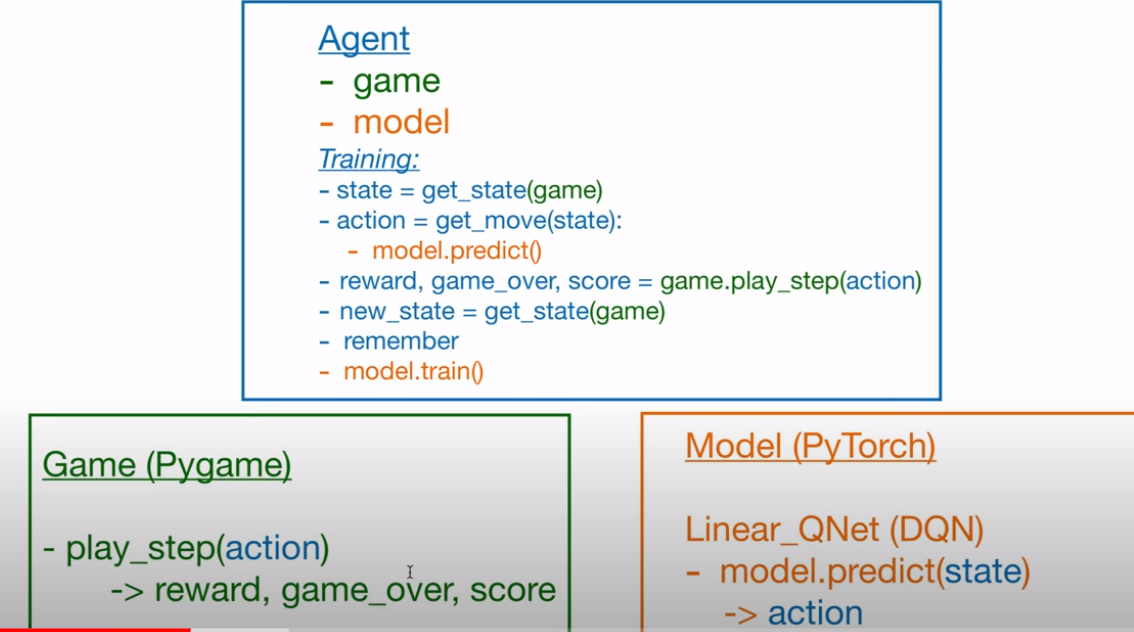 Agent
- game
- model
Training:
- state = get_state(game)
- action = get_move(state):
- model.predict()
- reward, game_over, score = game.play_step(action)
- new_state = get_state(game)
- remember
- model.train()
Game (Pygame)
- play_step(action)
-> reward, game_over, score
Model (PyTorch)
Linear_QNet (DQN)
- model.predict(state)
-> action